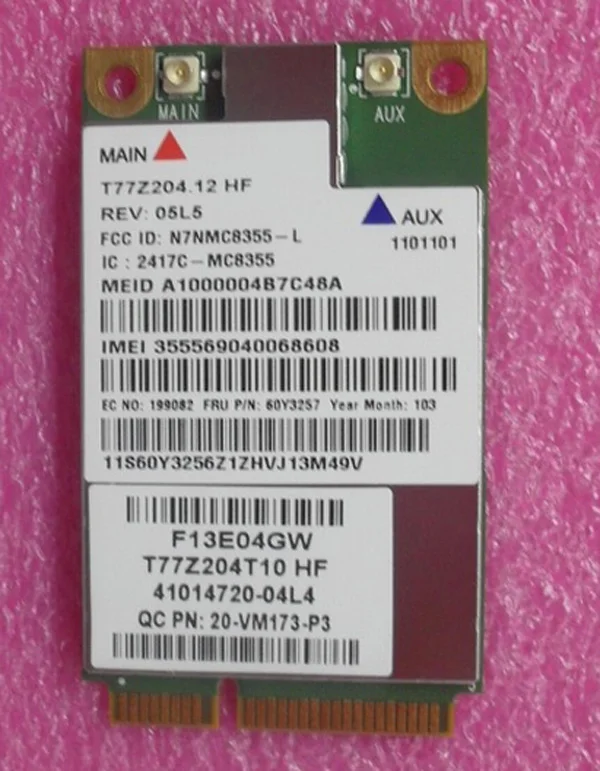 MAIN
AUX
MAIN
T77Z204.12 HF
REV: 05L5
AUX
FCC ID: N7NMC8355-L
1101101
IC : 2417C-MC8355
MEID A1000004B7C48A
IMEI 355569040068608
EC NO: 199082 FRU P/N: 60Y3257 Year Month: 103
11S60Y3256Z1ZHVJ13M49V
F13E04GW
T77Z204T10 HF
41014720-04L4
QC PN: 20-VM173-P3